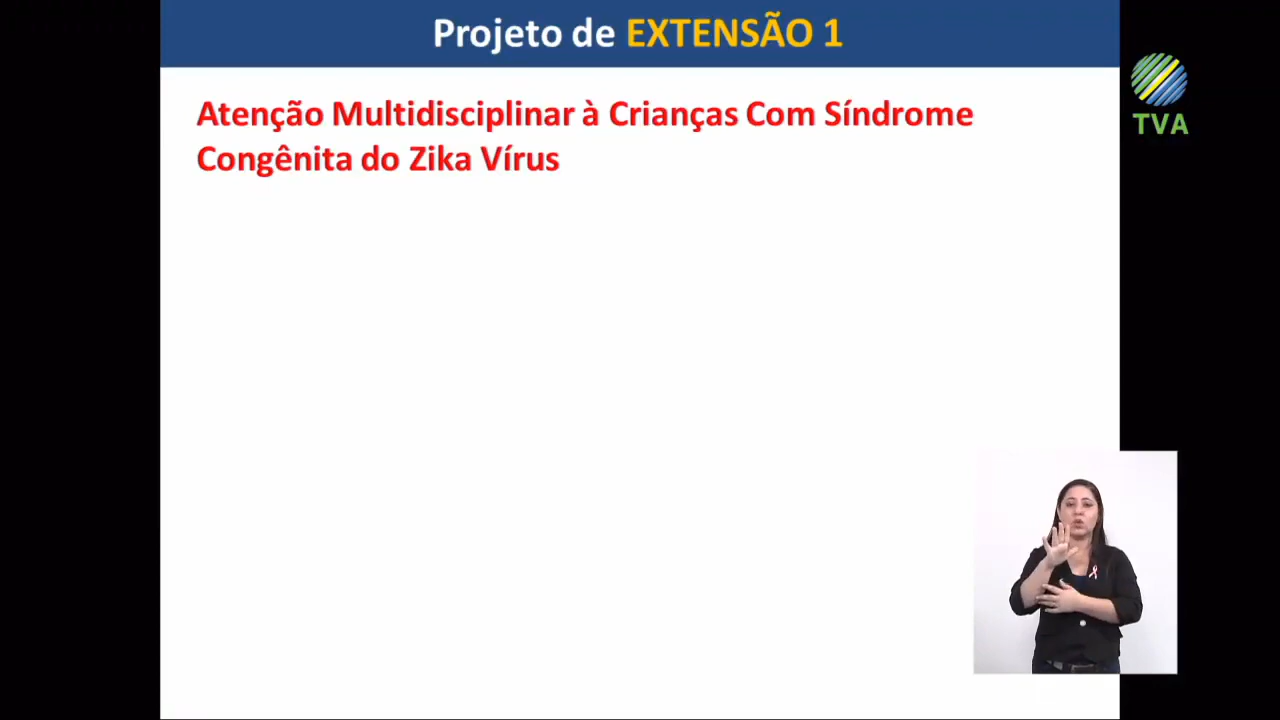 Projeto de EXTENSÃO 1
Atenção Multidisciplinar à Crianças Com Síndrome
Congênita do Zika Vírus
TVA